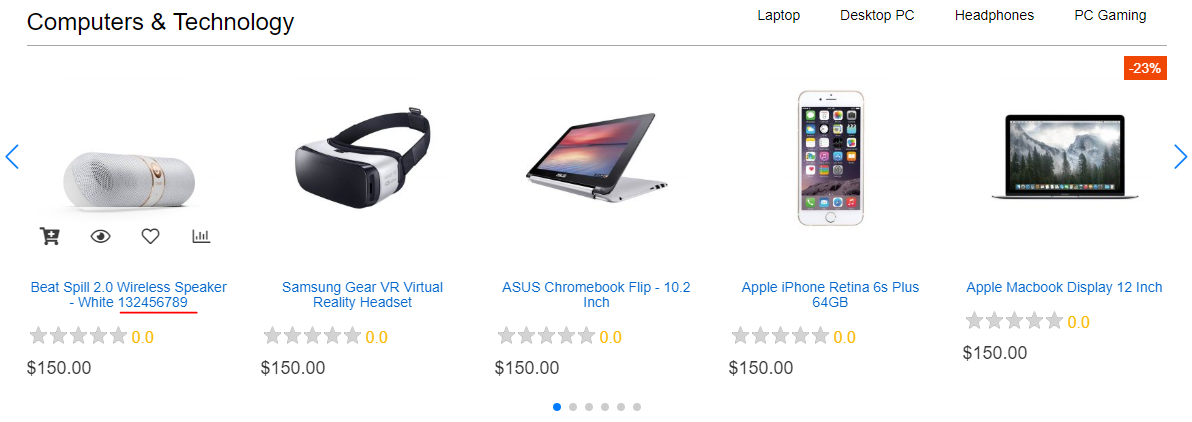 Computers & Technology
Laptop
Desktop PC
Headphones
PC Gaming
-23%
Beat Spill 2.0 Wireless Speaker
- White 132456789
0.0
$150.00
Samsung Gear VR Virtual
Reality Headset
0.0
$150.00
ASUS
ASUS Chromebook Flip - 10.2
Inch
0.0
$150.00
Apple iPhone Retina 6s Plus
64GB
0.0
$150.00
Apple Macbook Display 12 Inch
0.0
$150.00